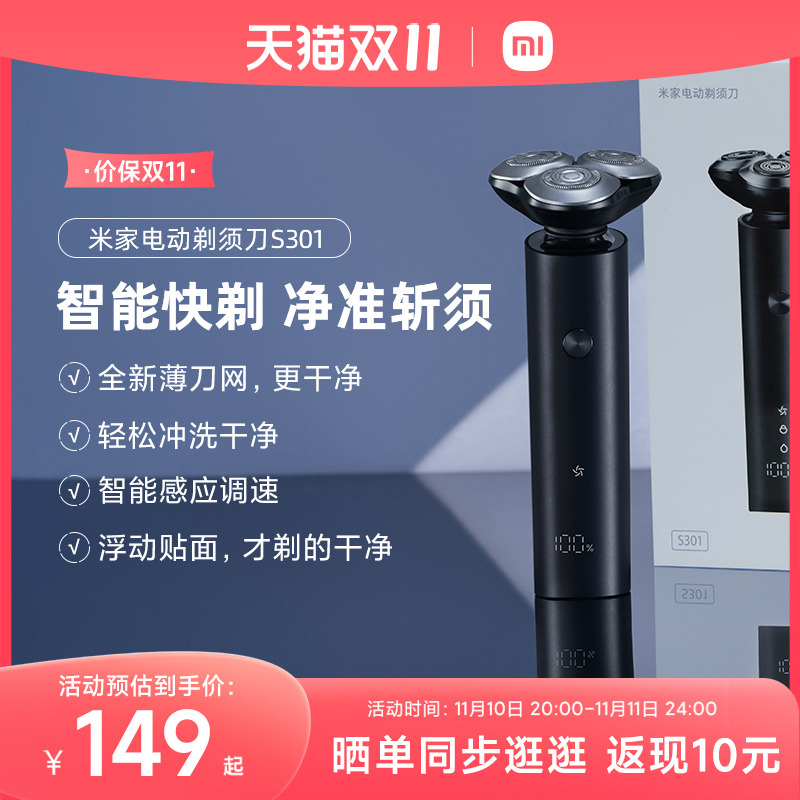 天猫双11
mi
米家电动剃须刀
·价保双11·
米家电动剃须刀S301
智能快剃 净准斩须
√ 全新薄刀网，更干净
√ 轻松冲洗干净
√ 智能感应调速
√ 浮动贴面，才剃的干净
100%
100
S301
活动预估到手价：
¥ 149 起
活动时间：11月10日 20:00-11月11日 24:00
晒单同步逛逛 返现10元